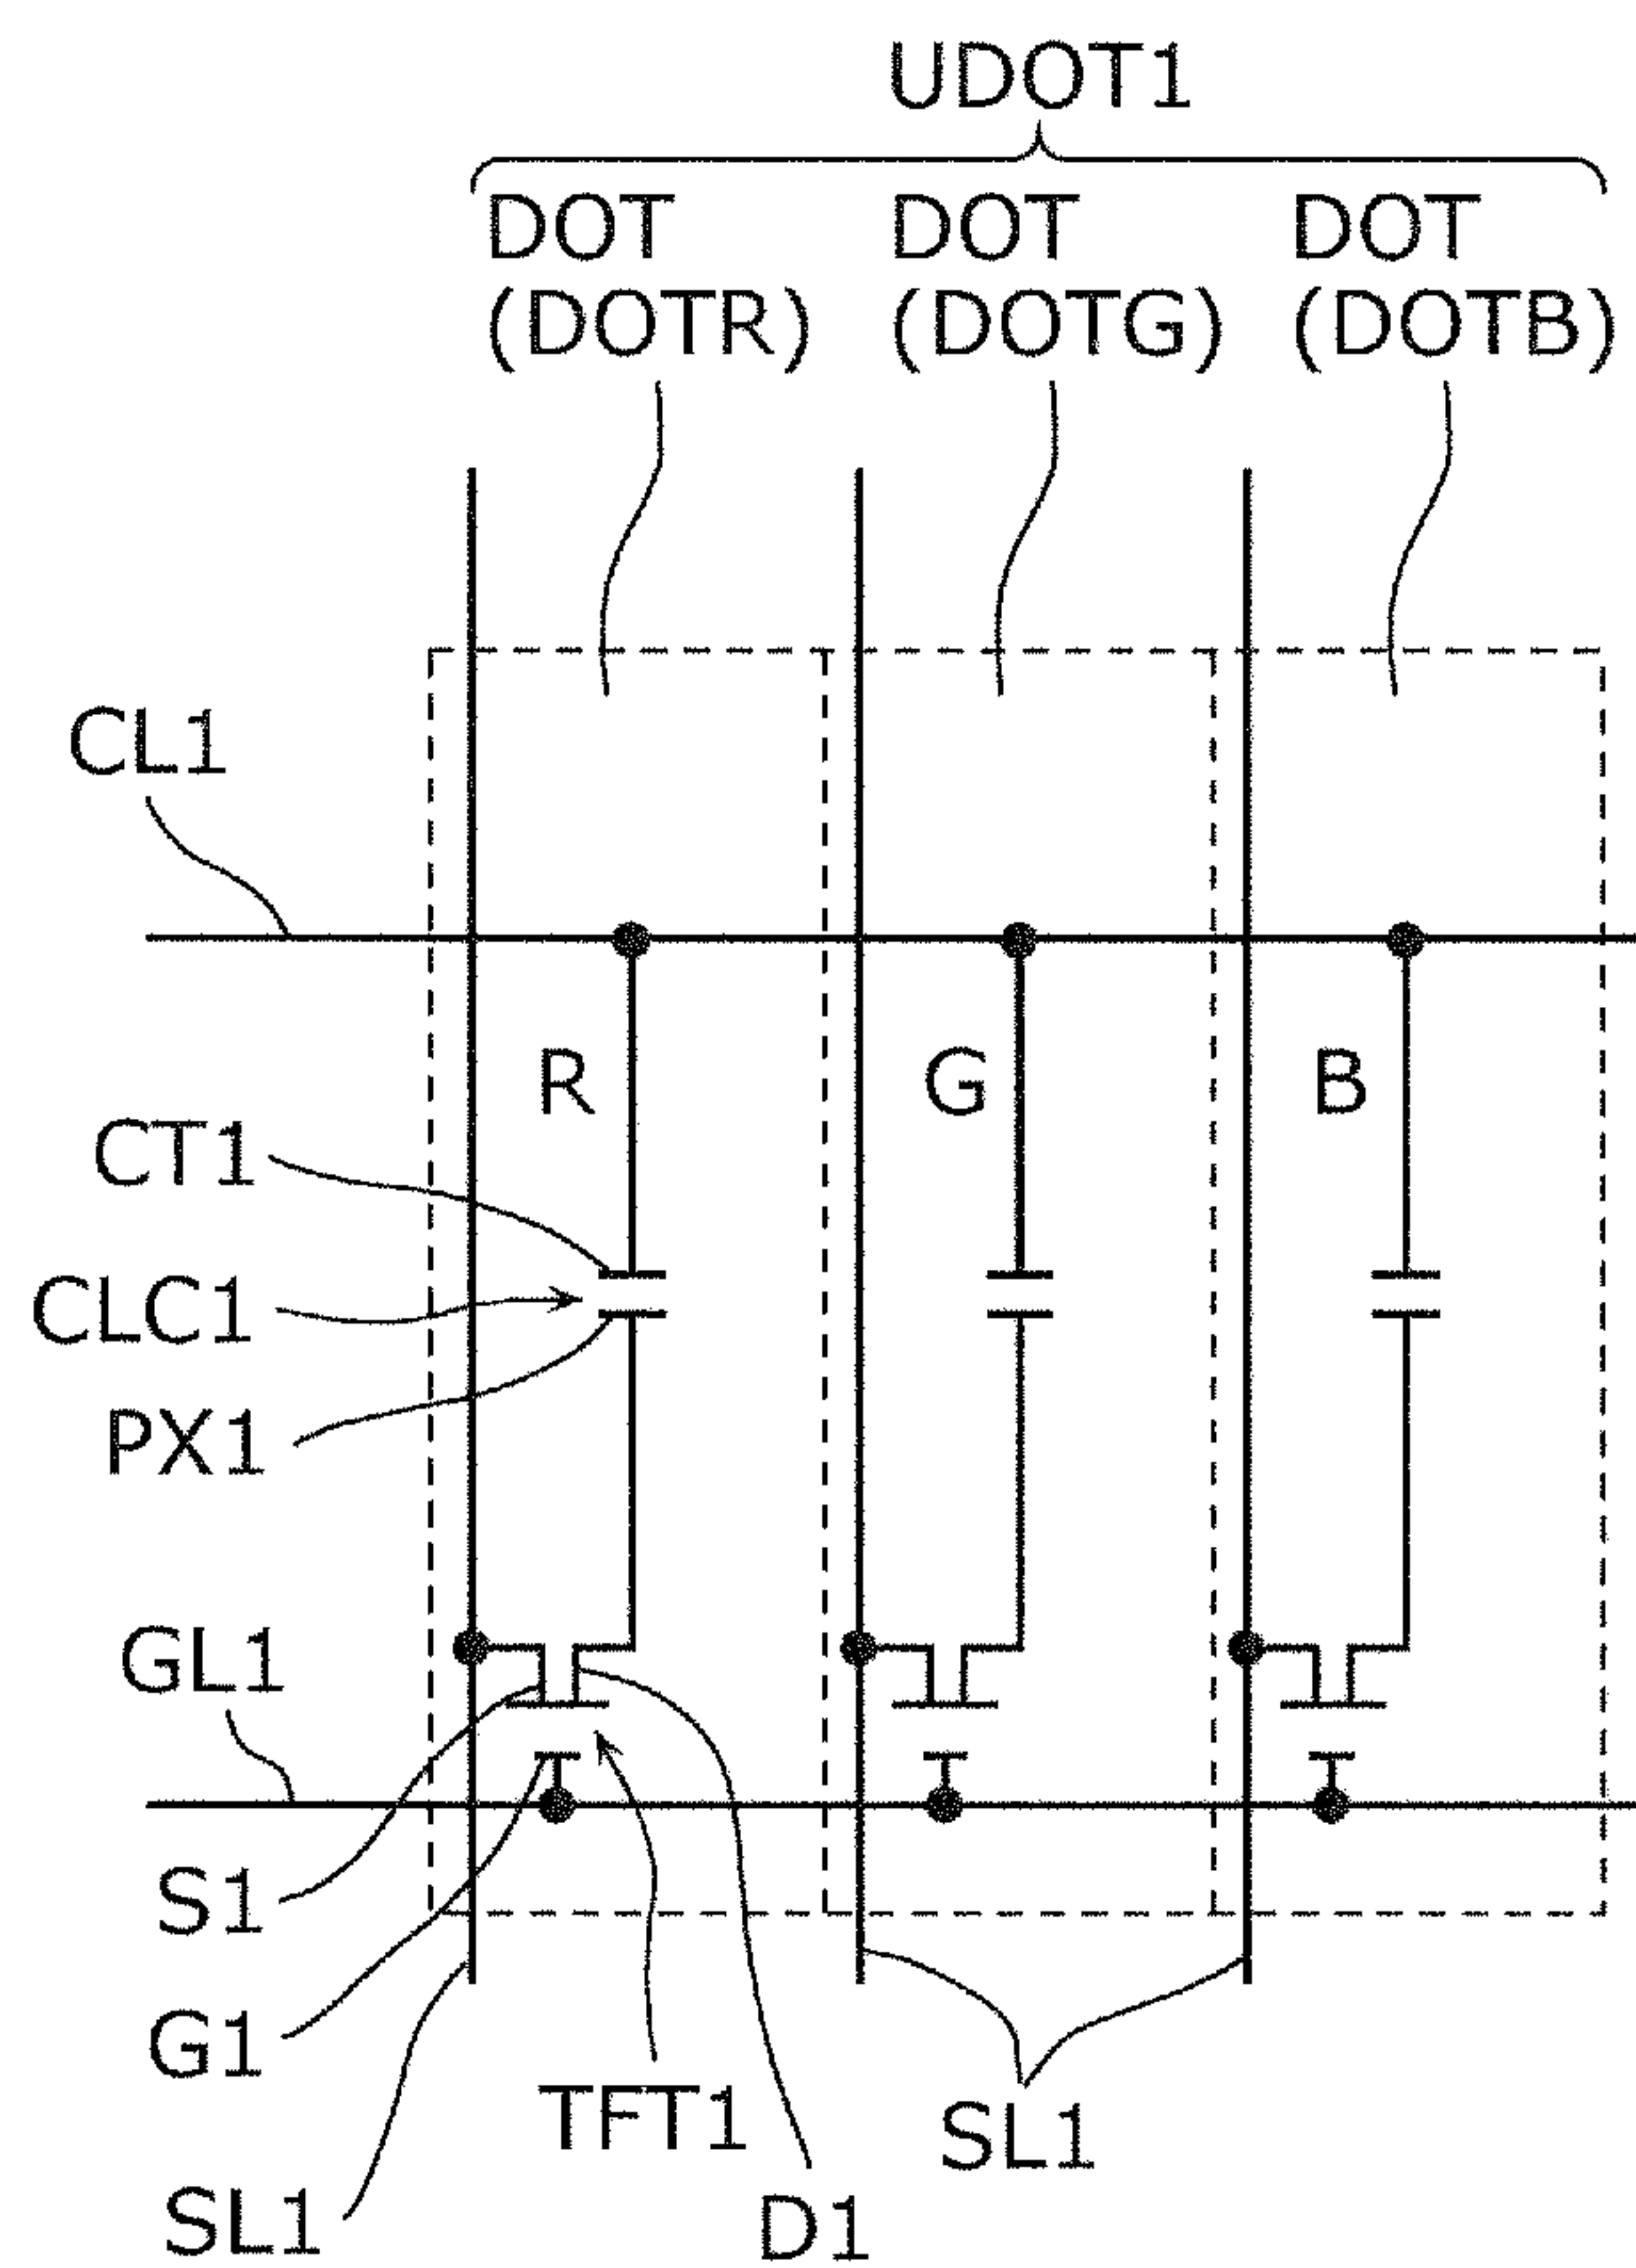 UDOT1
DOT DOT DOT
(DOTR) (DOTG) (DOTB)
CL1
R G B
CT1
CLC1
PX1
GL1
S1
G1
TFT1
SL1
SL1
D1